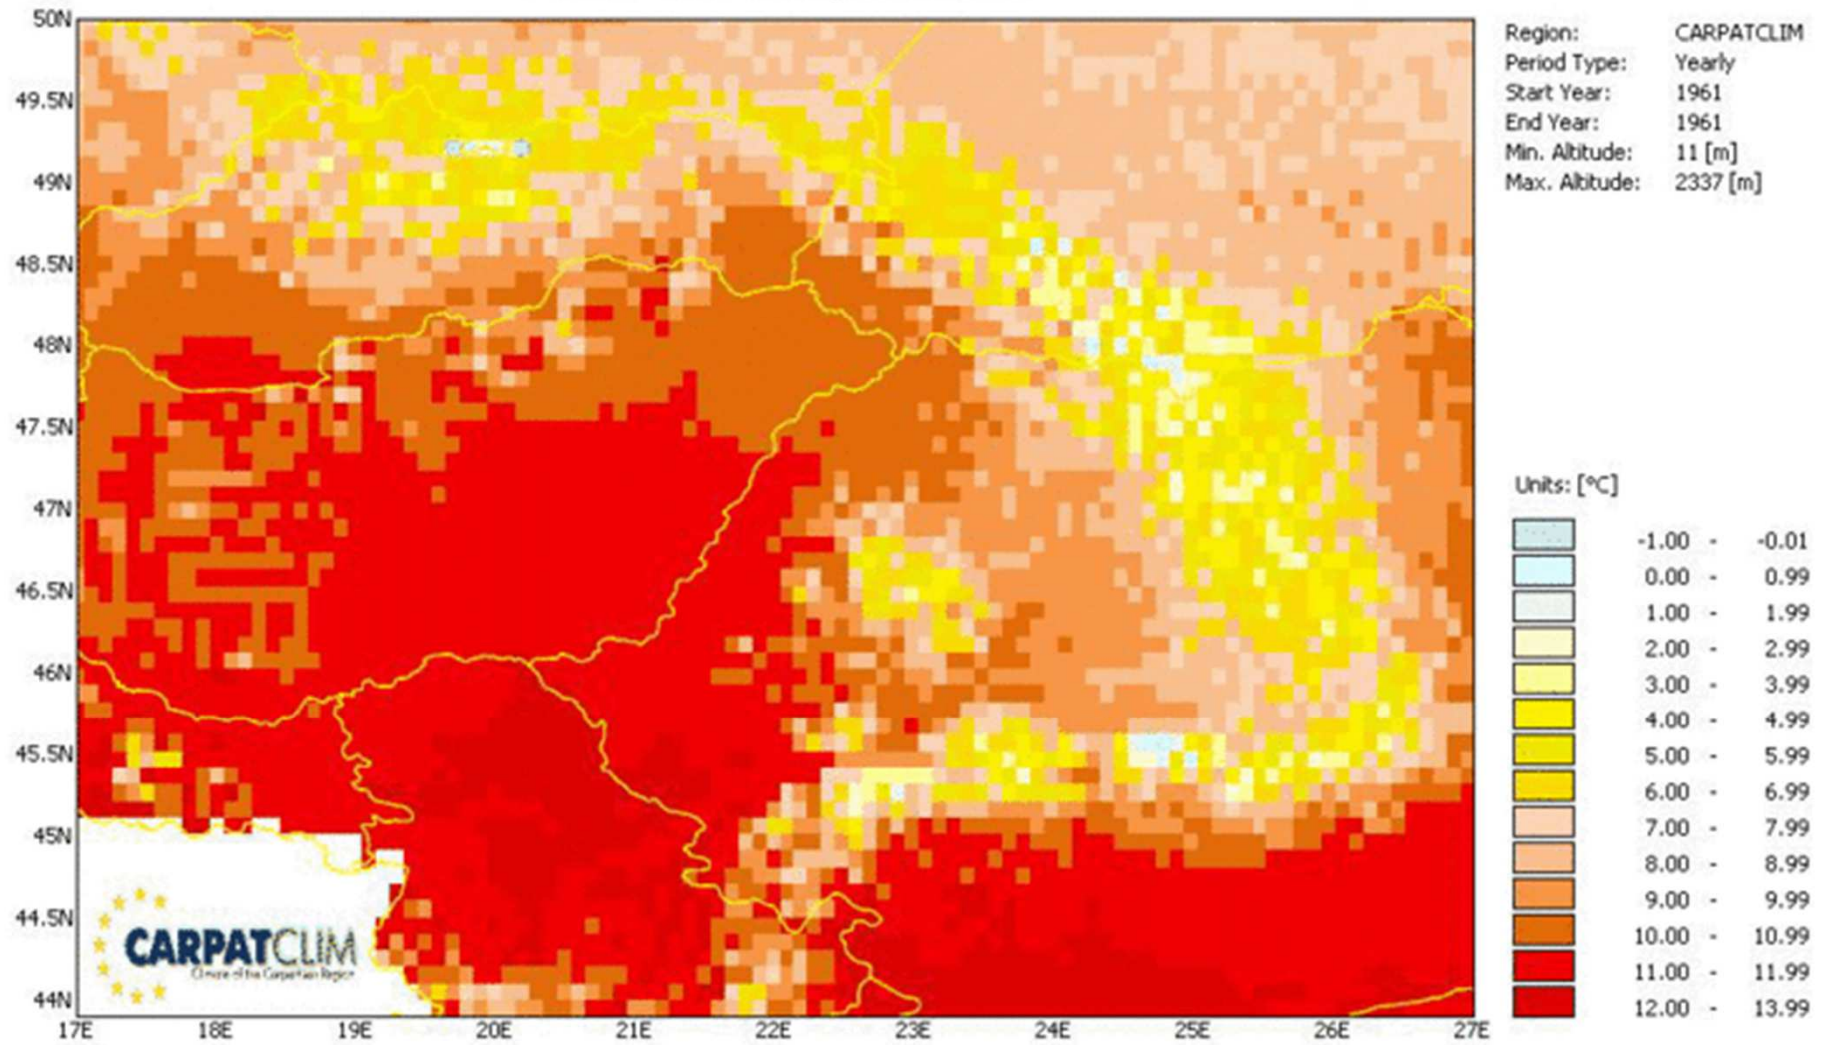 50N
49.5N
49N
48.5N
48N
47.5N
47N
46.5N
46N
45.5N
45N
44.5N
44N
17E 18E 19E 20E 21E 22E 23E 24E 25E 26E 27E
CARPATCLIM
Climate of the Carpathian Region
Region: CARPATCLIM
Period Type: Yearly
Start Year: 1961
End Year: 1961
Min. Altitude: 11 [m]
Max. Altitude: 2337 [m]
Units: [°C]
-1.00 - -0.01
0.00 - 0.99
1.00 - 1.99
2.00 - 2.99
3.00 - 3.99
4.00 - 4.99
5.00 - 5.99
6.00 - 6.99
7.00 - 7.99
8.00 - 8.99
9.00 - 9.99
10.00 - 10.99
11.00 - 11.99
12.00 - 13.99